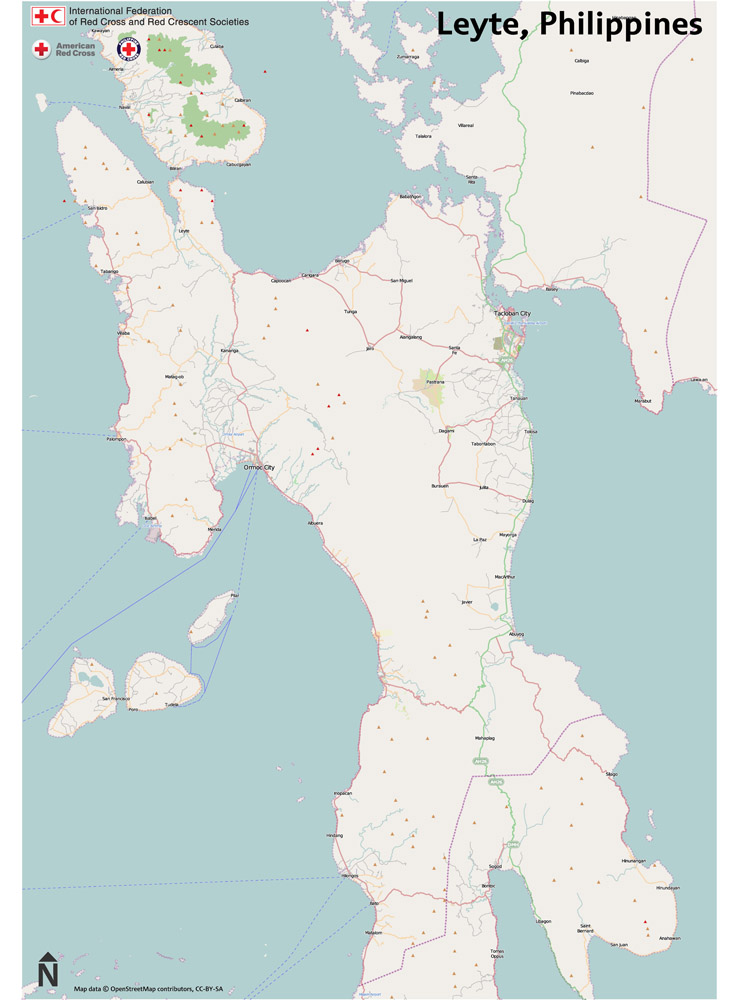 International Federation
of Red Cross and Red Crescent Societies
American
Red Cross
Leyte, Philippines
Kawayan
Culaba
Almeria
Naval
Caibiran
Biliran
Cabucgayan
Zumarraga
Calbiga
Pinabacdao
Villareal
Talalora
Santa
Rita
Calubian
San Isidro
Leyte
Tabango
Babatngon
Barugo
Carigara
Capoocan
San Miguel
Basey
Tunga
Tacloban City
Villaba
Jaro
Alangalang
Santa
Fe
Kananga
Matag-ob
Pastrana
Tanauan
Marabut
Lawaan
Palompon
Dagami
Tolosa
Tabontabon
Ormoc City
Burauen
Julita
Dulag
Isabel
Merida
Albuera
La Paz
Mayorga
MacArthur
Javier
Pilar
Abuyog
San Francisco
Poro
Tudela
Mahaplag
Silago
Inopacan
Hindang
Hilongos
Sogod
Bontoc
Hinunangan
Hinundayan
Bato
Matalom
Libagon
Saint
Bernard
San Juan
Anahawan
Tomas
Oppus
N
Map data © OpenStreetMap contributors, CC-BY-SA